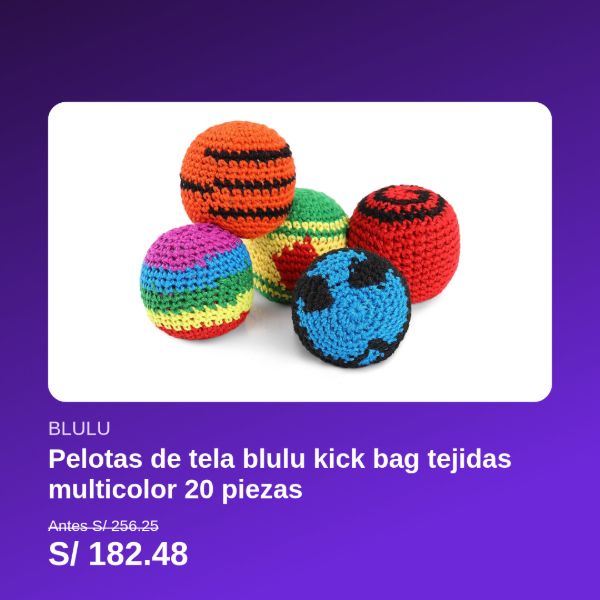 BLULU
Pelotas de tela blulu kick bag tejidas
multicolor 20 piezas
Antes S/ 256.25
S/ 182.48